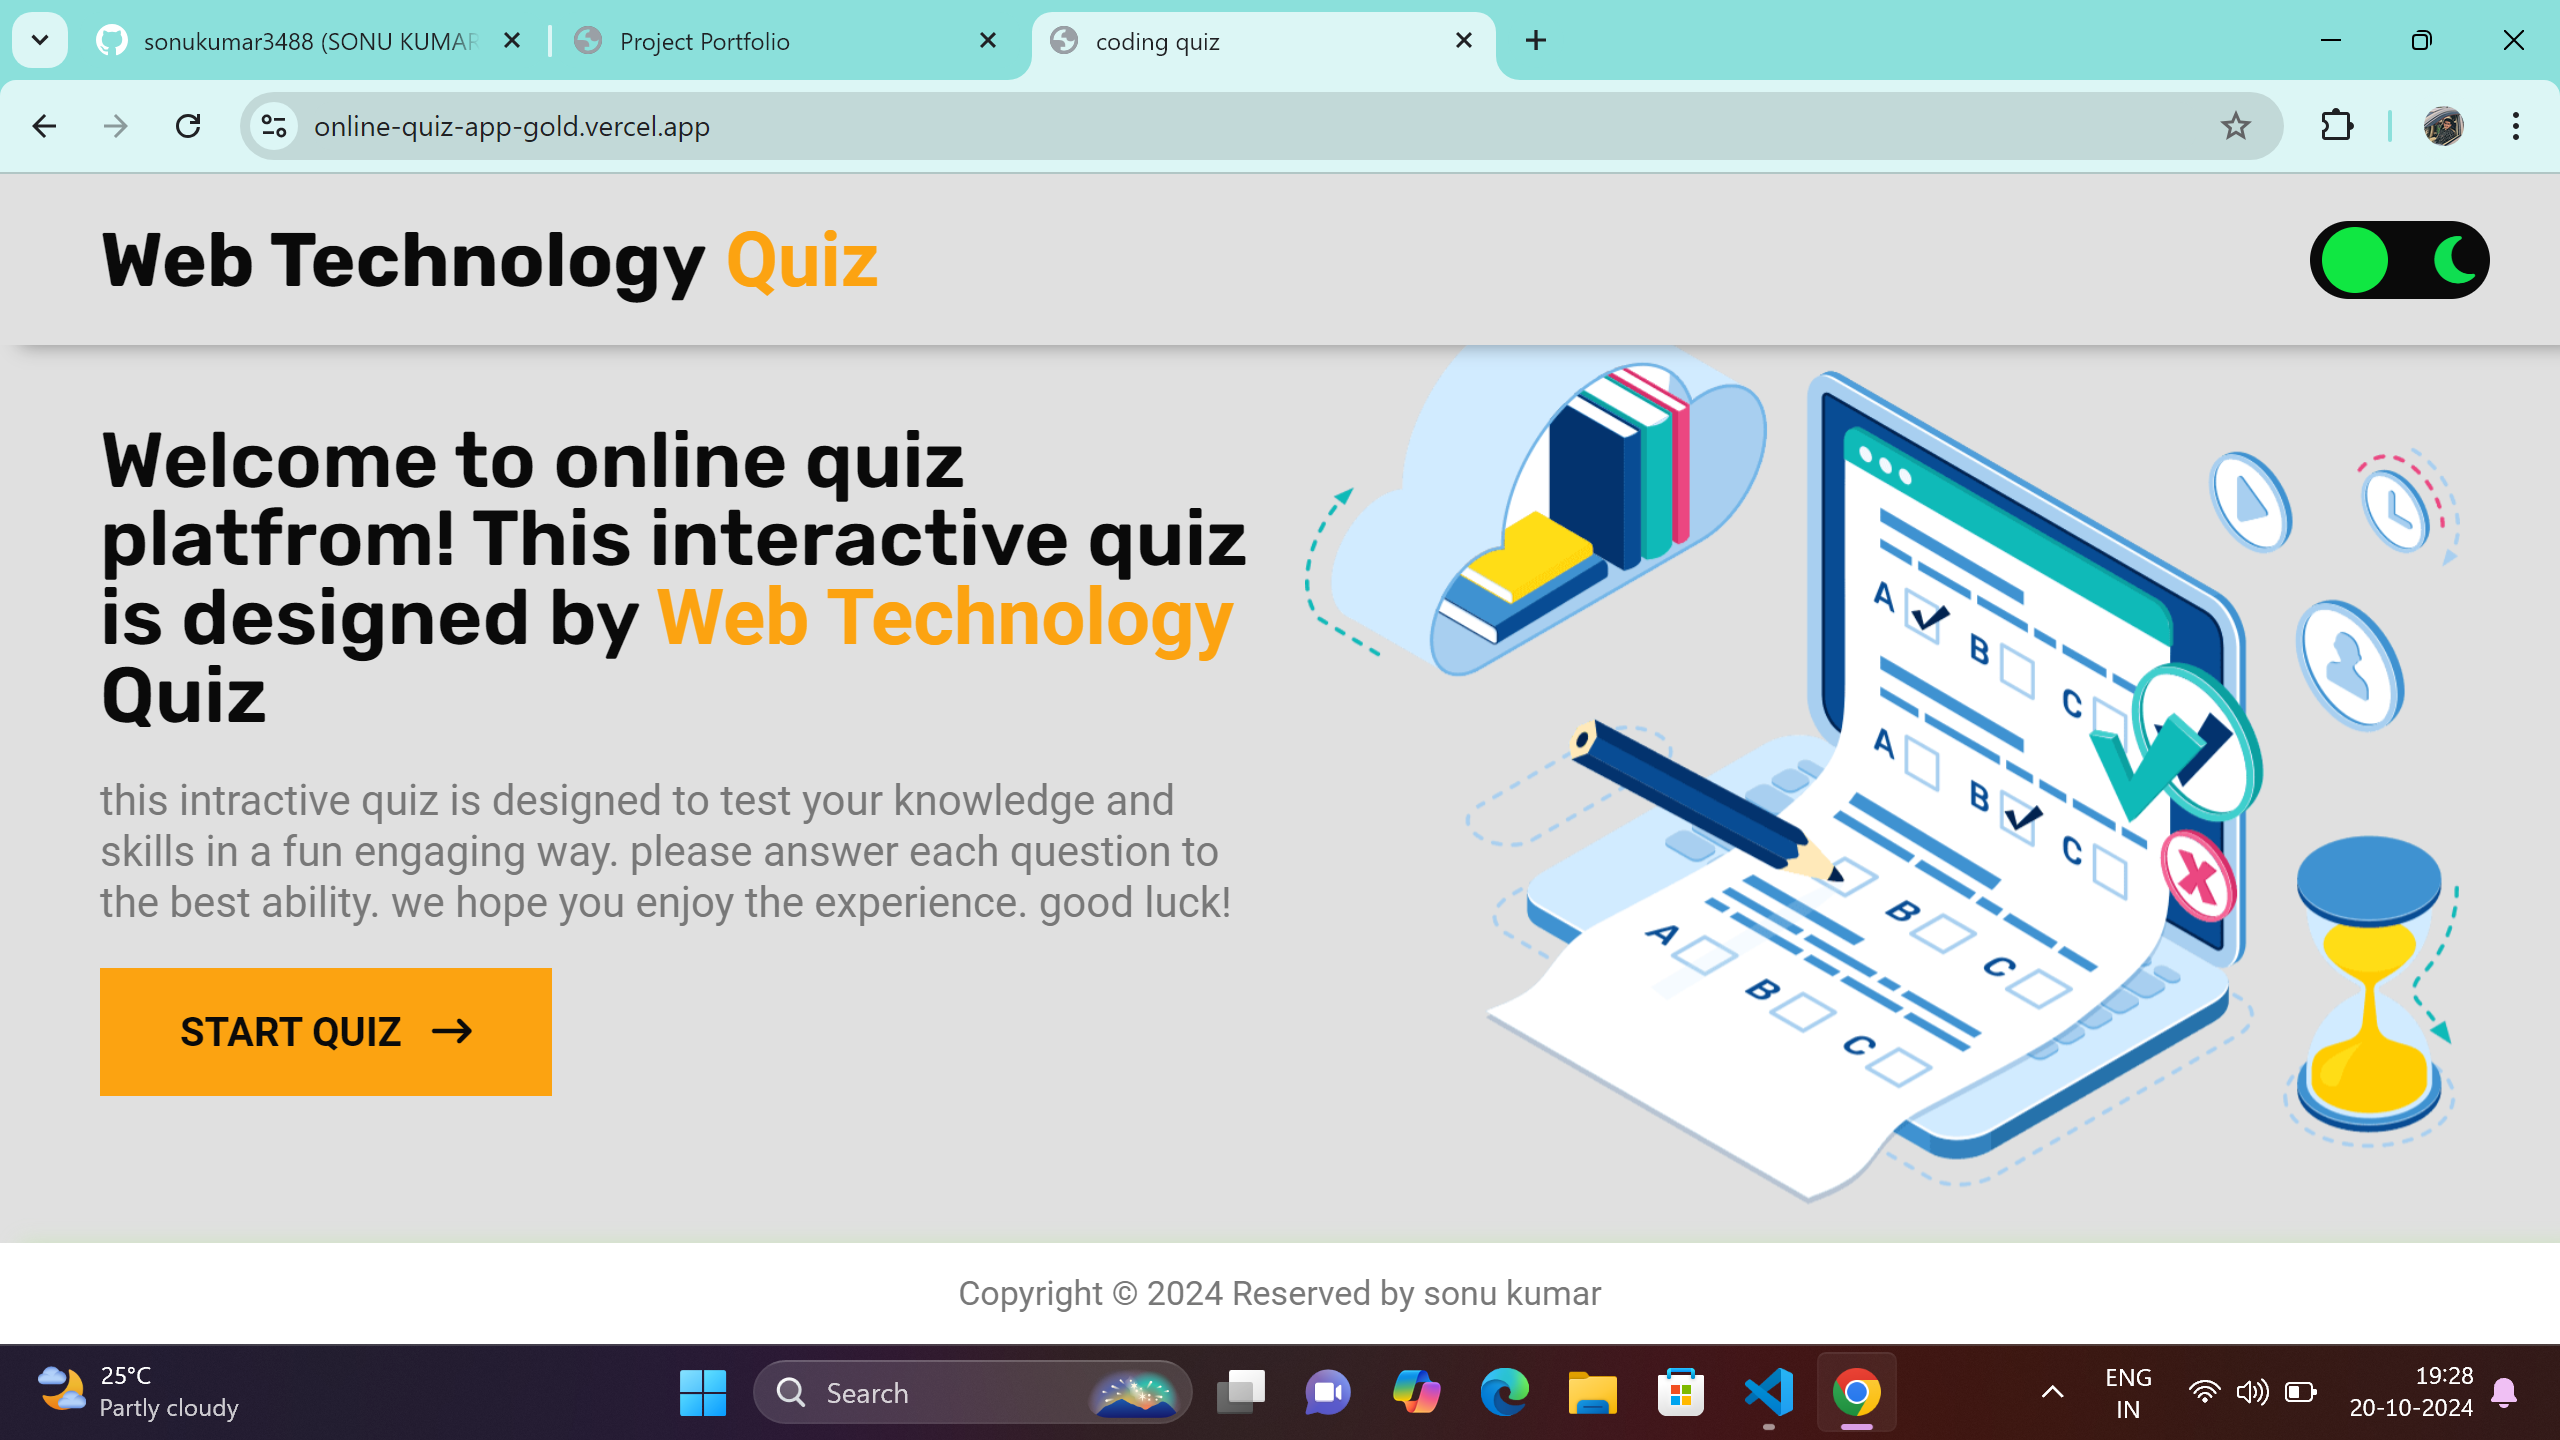 sonukumar3488 (SONU KUMAR
Project Portfolio
coding quiz
online-quiz-app-gold.vercel.app
Web Technology Quiz
Welcome to online quiz
platfrom! This interactive quiz
is designed by Web Technology
Quiz
this intractive quiz is designed to test your knowledge and
skills in a fun engaging way. please answer each question to
the best ability. we hope you enjoy the experience. good luck!
START QUIZ
A
B
C
A
B
C
B
C
A
B
C
Copyright © 2024 Reserved by sonu kumar
25°C
Partly cloudy
Search
ENG
IN
19:28
20-10-2024